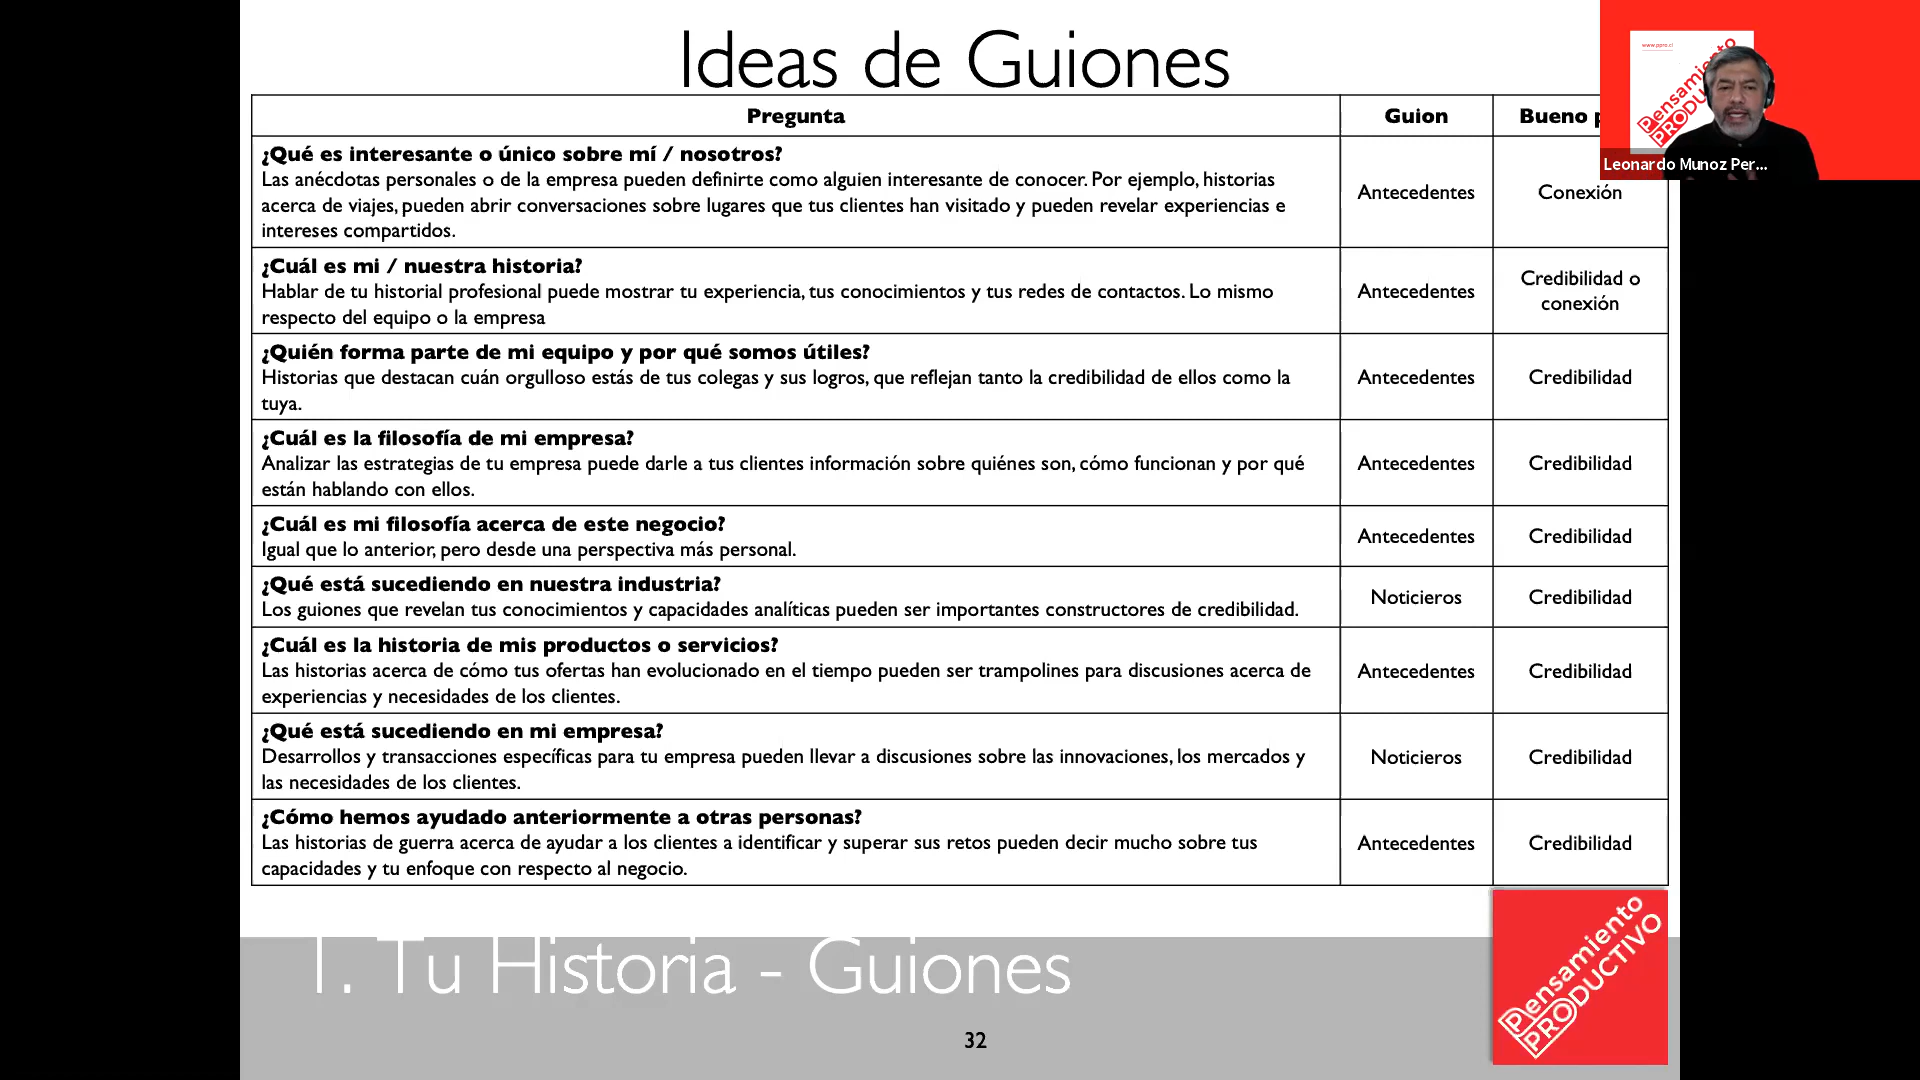 Ideas de Guiones
Pregunta
Guion
Bueno
¿Qué es interesante o único sobre mí / nosotros?
Las anécdotas personales o de la empresa pueden definirte como alguien interesante de conocer. Por ejemplo, historias
acerca de viajes, pueden abrir conversaciones sobre lugares que tus clientes han visitado y pueden revelar experiencias e
intereses compartidos.
Antecedentes
Conexión
¿Cuál es mi / nuestra historia?
Hablar de tu historial profesional puede mostrar tu experiencia, tus conocimientos y tus redes de contactos. Lo mismo
respecto del equipo o la empresa
Antecedentes
Credibilidad o
conexión
¿Quién forma parte de mi equipo y por qué somos útiles?
Historias que destacan cuán orgulloso estás de tus colegas y sus logros, que reflejan tanto la credibilidad de ellos como la
tuya.
Antecedentes
Credibilidad
¿Cuál es la filosofía de mi empresa?
Analizar las estrategias de tu empresa puede darle a tus clientes información sobre quiénes son, cómo funcionan y por qué
están hablando con ellos.
Antecedentes
Credibilidad
¿Cuál es mi filosofía acerca de este negocio?
Igual que lo anterior, pero desde una perspectiva más personal.
Antecedentes
Credibilidad
¿Qué está sucediendo en nuestra industria?
Los guiones que revelan tus conocimientos y capacidades analíticas pueden ser importantes constructores de credibilidad.
Noticieros
Credibilidad
¿Cuál es la historia de mis productos o servicios?
Las historias acerca de cómo tus ofertas han evolucionado en el tiempo pueden ser trampolines para discusiones acerca de
experiencias y necesidades de los clientes.
Antecedentes
Credibilidad
¿Qué está sucediendo en mi empresa?
Desarrollos y transacciones específicas para tu empresa pueden llevar a discusiones sobre las innovaciones, los mercados y
las necesidades de los clientes.
Noticieros
Credibilidad
¿Cómo hemos ayudado anteriormente a otras personas?
Las historias de guerra acerca de ayudar a los clientes a identificar y superar sus retos pueden decir mucho sobre tus
capacidades y tu enfoque con respecto al negocio.
Antecedentes
Credibilidad
1. Tu Historia - Guiones
32
Pensamiento
PRODUCTIVO
www.ppro.cl
Leonardo Munoz Per...